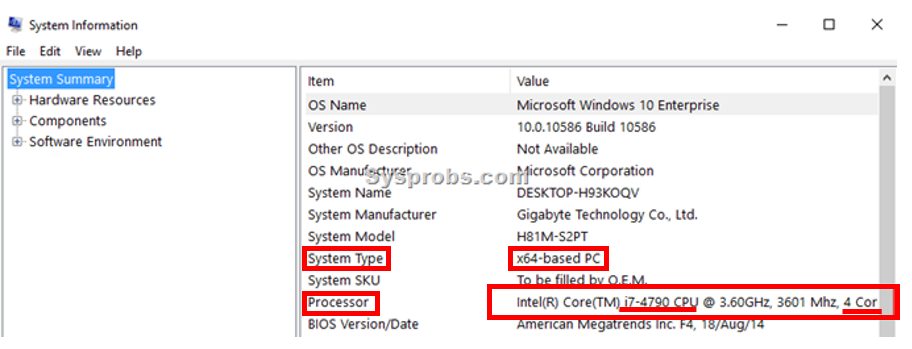 System Information
File Edit View Help
System Summary
Hardware Resources
Components
Software Environment
Item Value
OS Name Microsoft Windows 10 Enterprise
Version 10.0.10586 Build 10586
Other OS Description Not Available
OS Manufacturer Microsoft Corporation
Sysprobs.com
System Name DESKTOP-H93KOQV
System Manufacturer Gigabyte Technology Co., Ltd.
System Model H81M-S2PT
System Type x64-based PC
System SKU To be filled by O.E.M.
Processor Intel(R) Core(TM) i7-4790 CPU @ 3.60GHz, 3601 Mhz, 4 Cor
BIOS Version/Date American Megatrends Inc. F4, 18/Aug/14